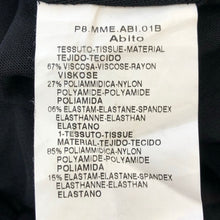 P8.MME.ABI.01B
Abito
TESSUTO-TISSUE-MATERIAL
TEJIDO-TECIDO
67% VISCOSA-VISCOSE-RAYON
VISKOSE
27% POLIAMMIDICA-NYLON
POLYAMIDE-POLYAMIDE
POLIAMIDA
06% ELASTAM-ELASTANE-SPANDEX
ELASTHANNE-ELASTHAN
ELASTANO
1-TESSUTO-TISSUE
MATERIAL-TEJIDO-TECIDO
85% POLIAMMIDICA-NYLON
POLYAMIDE-POLYAMIDE
POLIAMIDA
15% ELASTAM-ELASTANE-SPANDEX
ELASTHANNE-ELASTHAN
ELASTANO